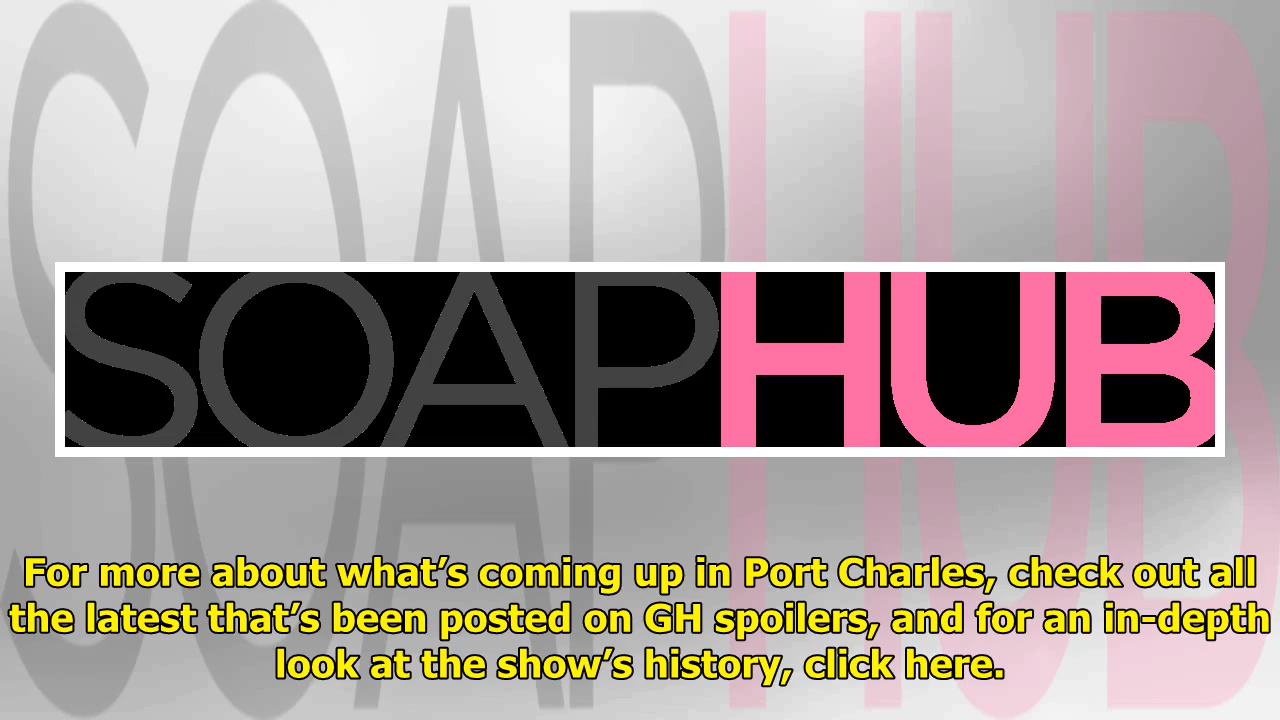 SOAPHUB
SOAPHUB
For more about what’s coming up in Port Charles, check out all
the latest that’s been posted on GH spoilers, and for an in-depth
look at the show’s history, click here.